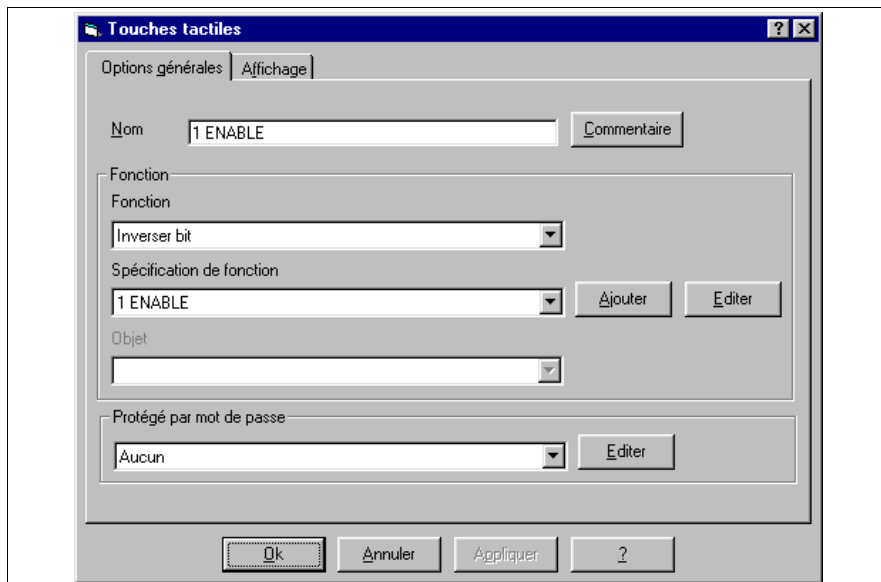 Touches tactiles
Options générales Affichage
Nom 1 ENABLE Commentaire
Fonction
Fonction
Inverser bit
Spécification de fonction
1 ENABLE Ajouter Editer
Objet
Protégé par mot de passe
Aucun Editer
Ok Annuler Appliquer ?